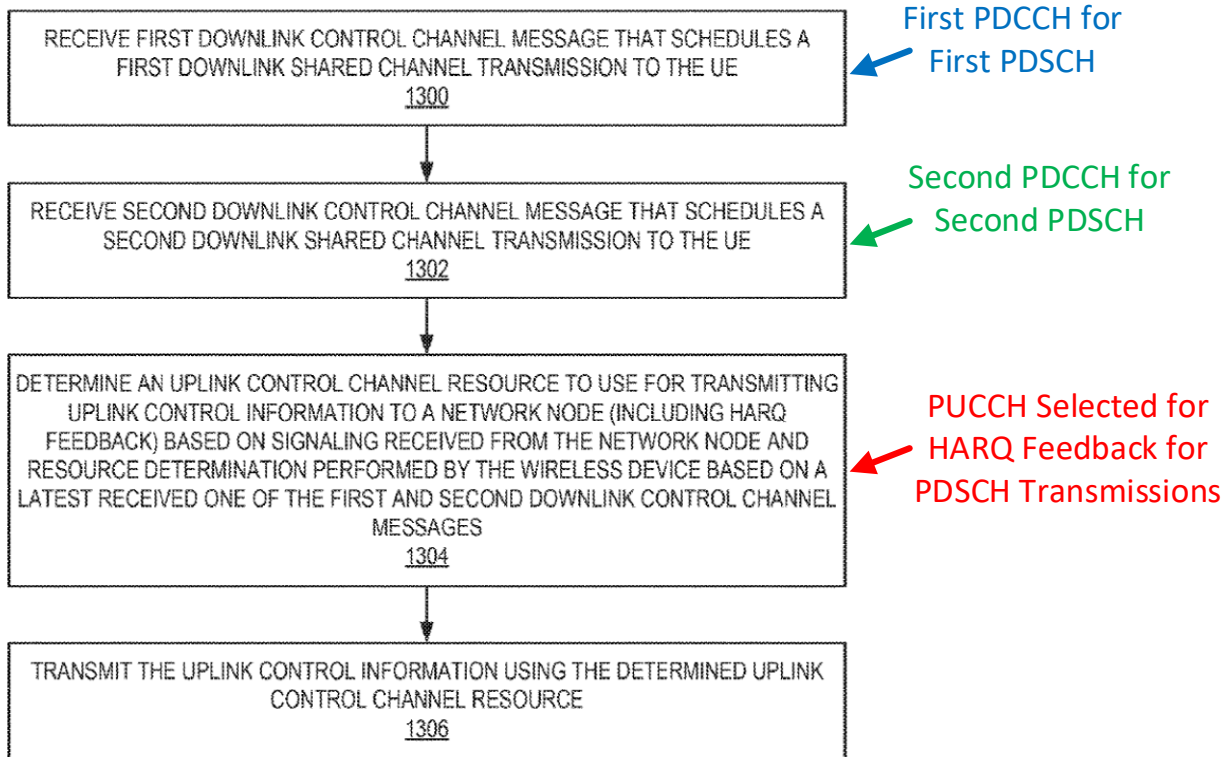 RECEIVE FIRST DOWNLINK CONTROL CHANNEL MESSAGE THAT SCHEDULES A
FIRST DOWNLINK SHARED CHANNEL TRANSMISSION TO THE UE
1300
First PDCCH for
First PDSCH
RECEIVE SECOND DOWNLINK CONTROL CHANNEL MESSAGE THAT SCHEDULES A
SECOND DOWNLINK SHARED CHANNEL TRANSMISSION TO THE UE
1302
Second PDCCH for
Second PDSCH
DETERMINE AN UPLINK CONTROL CHANNEL RESOURCE TO USE FOR TRANSMITTING
UPLINK CONTROL INFORMATION TO A NETWORK NODE (INCLUDING HARQ
FEEDBACK) BASED ON SIGNALING RECEIVED FROM THE NETWORK NODE AND
RESOURCE DETERMINATION PERFORMED BY THE WIRELESS DEVICE BASED ON A
LATEST RECEIVED ONE OF THE FIRST AND SECOND DOWNLINK CONTROL CHANNEL
MESSAGES
1304
PUCCH Selected for
HARQ Feedback for
PDSCH Transmissions
TRANSMIT THE UPLINK CONTROL INFORMATION USING THE DETERMINED UPLINK
CONTROL CHANNEL RESOURCE
1306